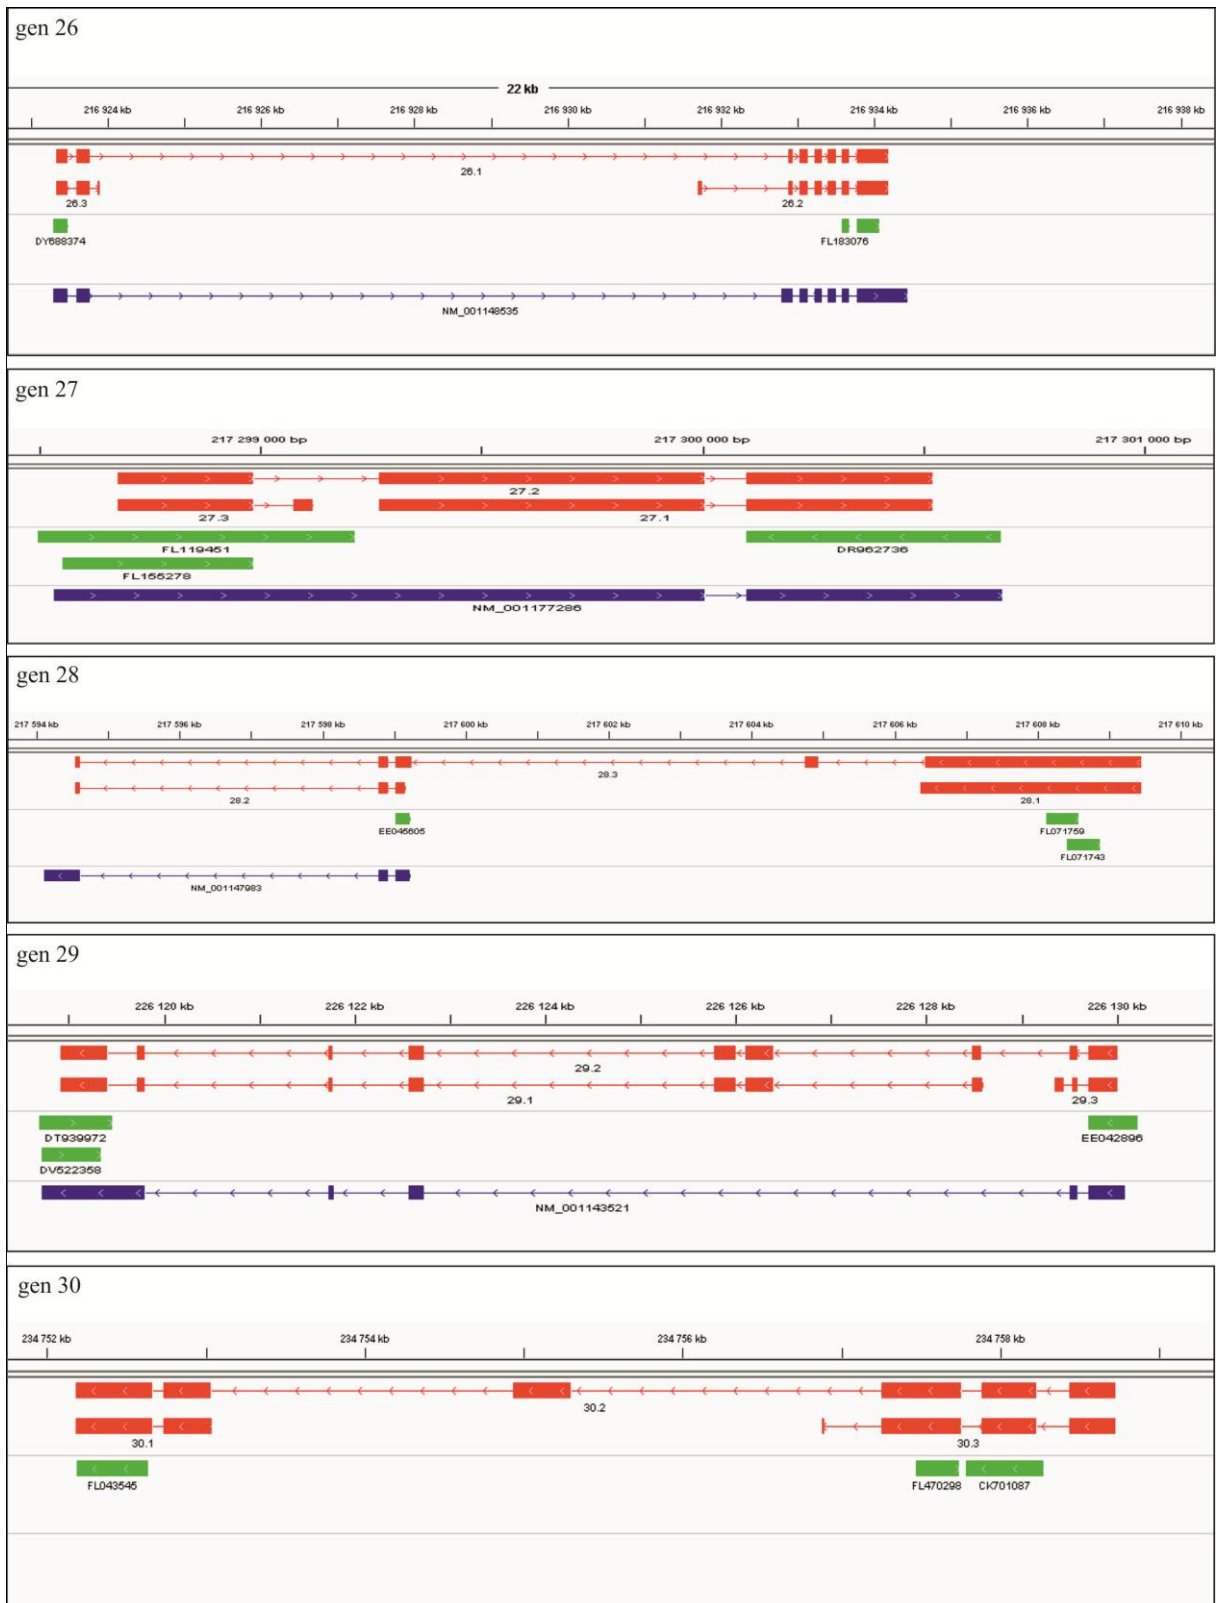 gen 26
22 kb
216 924 kb 216 926 kb 216 928 kb 216 930 kb 216 932 kb 216 934 kb 216 936 kb 216 938 kb
26.1
26.3 26.2
DY688374 FL183076
NM_001148535
gen 27
217 299 000 bp 217 300 000 bp 217 301 000 bp
27.2
27.3 27.1
FL119451 DR962736
FL155278
NM_001177286
gen 28
217 594 kb 217 596 kb 217 598 kb 217 600 kb 217 602 kb 217 604 kb 217 606 kb 217 608 kb 217 610 kb
28.3
28.2 28.1
EE045605 FL071759
FL071743
NM_001147983
gen 29
226 120 kb 226 122 kb 226 124 kb 226 126 kb 226 128 kb 226 130 kb
29.2
29.1 29.3
DT939972 EE042896
DV522358
NM_001143521
gen 30
234 752 kb 234 754 kb 234 756 kb 234 758 kb
30.2
30.1 30.3
FL043545 FL470298 CK701087